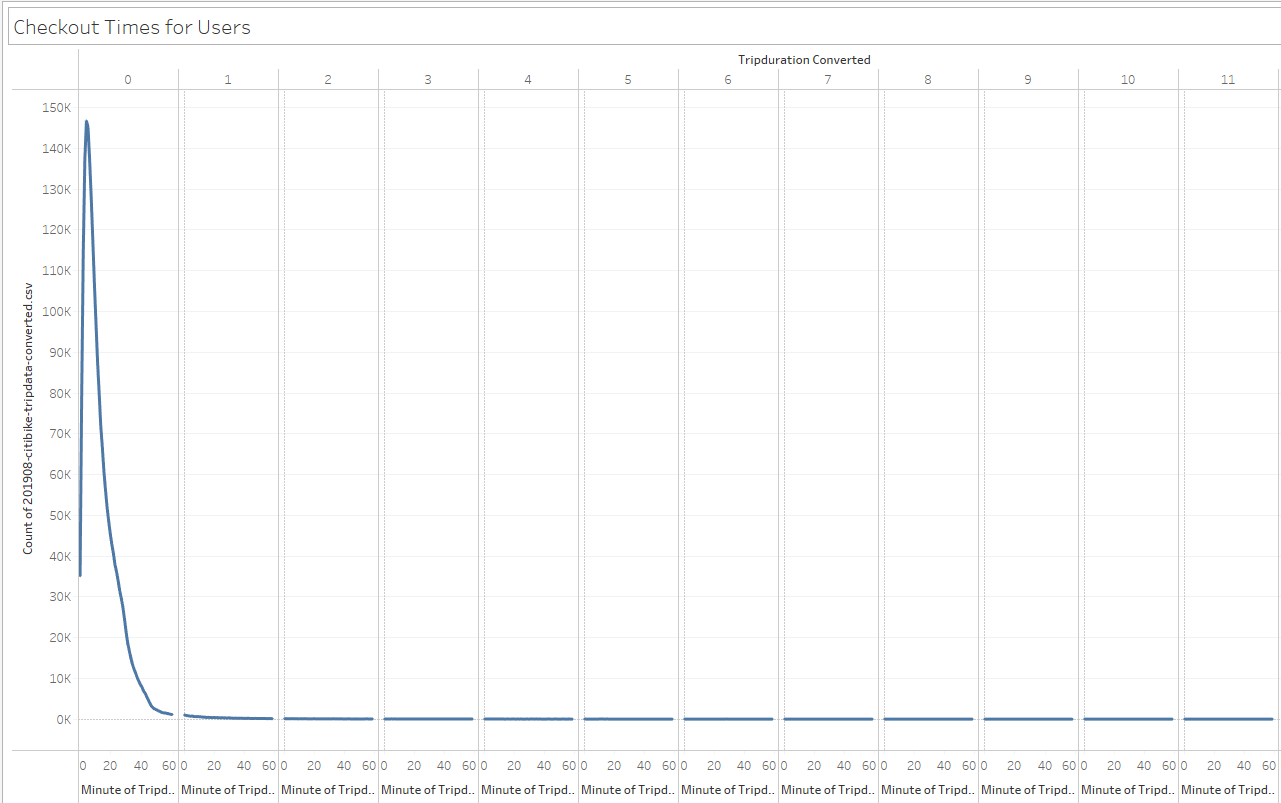 Checkout Times for Users
Tripduration Converted
0 1 2 3 4 5 6 7 8 9 10 11
150K
140K
130K
120K
110K
100K
90K
80K
70K
60K
50K
40K
30K
20K
10K
0K
Count of 201908-citibike-tripdata-converted.csv
0 20 40 60 0 20 40 60 0 20 40 60 0 20 40 60 0 20 40 60 0 20 40 60 0 20 40 60 0 20 40 60 0 20 40 60 0 20 40 60 0 20 40 60 0 20 40 60
Minute of Tripd.. Minute of Tripd.. Minute of Tripd.. Minute of Tripd.. Minute of Tripd.. Minute of Tripd.. Minute of Tripd.. Minute of Tripd.. Minute of Tripd.. Minute of Tripd.. Minute of Tripd.. Minute of Tripd..